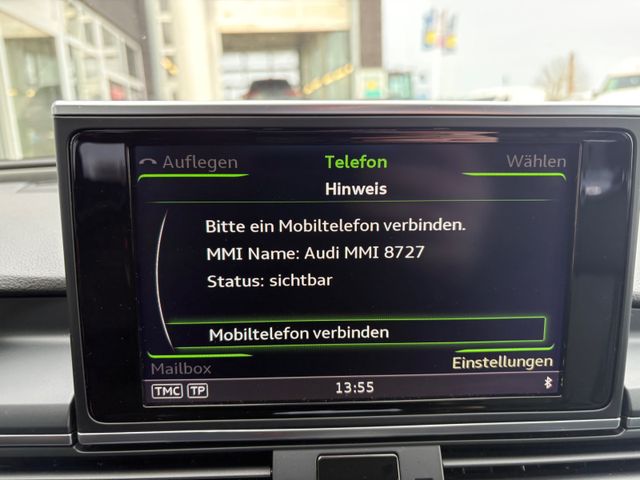 Auflegen Telefon Wählen
Hinweis
Bitte ein Mobiltelefon verbinden.
MMI Name: Audi MMI 8727
Status: sichtbar
Mobiltelefon verbinden
Mailbox Einstellungen
TMC TP 13:55